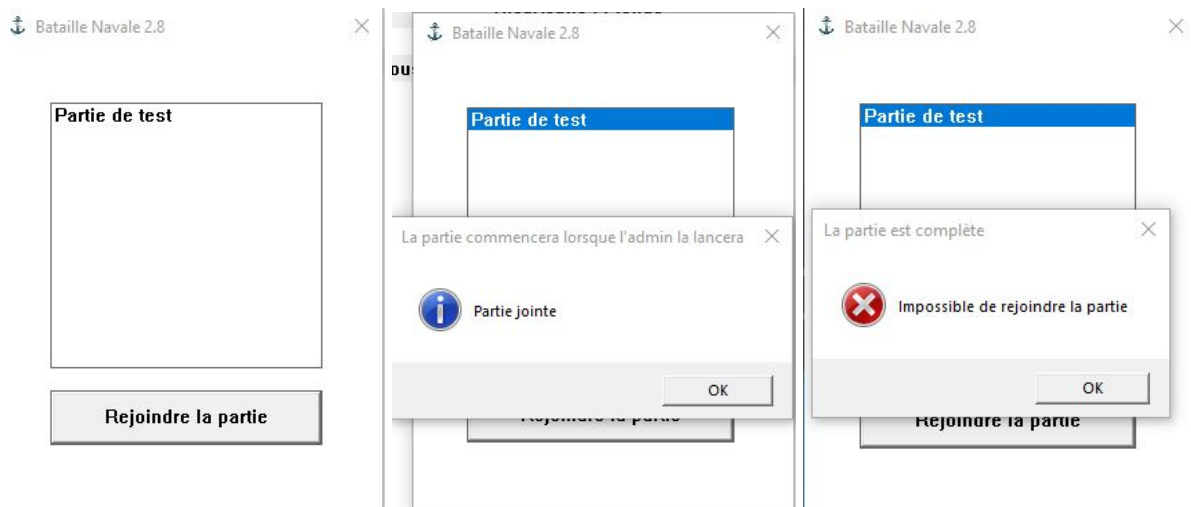 Bataille Navale 2.8
Partie de test
Rejoindre la partie
ous
Bataille Navale 2.8
Partie de test
La partie commencera lorsque l'admin la lancera
Partie jointe
OK
Bataille Navale 2.8
Partie de test
La partie est complète
Impossible de rejoindre la partie
OK
Rejoindre la partie